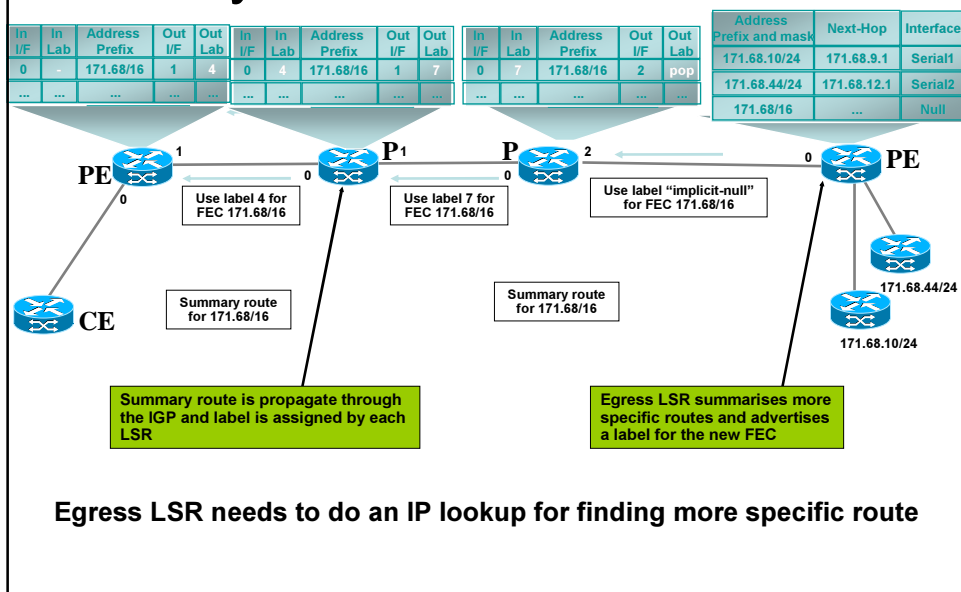 In In Address Out Out
I/F Lab Prefix I/F Lab
0 - 171.68/16 1 4
... ... ... ... ...
In In Address Out Out
I/F Lab Prefix I/F Lab
0 4 171.68/16 1 7
... ... ... ... ...
In In Address Out Out
I/F Lab Prefix I/F Lab
0 7 171.68/16 2 pop
... ... ... ... ...
Address
Prefix and mask Next-Hop Interface
171.68.10/24 171.68.9.1 Serial1
171.68.44/24 171.68.12.1 Serial2
171.68/16 ... Null
PE 1 P 1 P 2 0 PE
0 0 0
Use label 4 for
FEC 171.68/16
Use label 7 for
FEC 171.68/16
Use label “implicit-null”
for FEC 171.68/16
CE
Summary route
for 171.68/16
Summary route
for 171.68/16
171.68.44/24
171.68.10/24
Summary route is propagate through
the IGP and label is assigned by each
LSR
Egress LSR summarises more
specific routes and advertises
a label for the new FEC
Egress LSR needs to do an IP lookup for finding more specific route